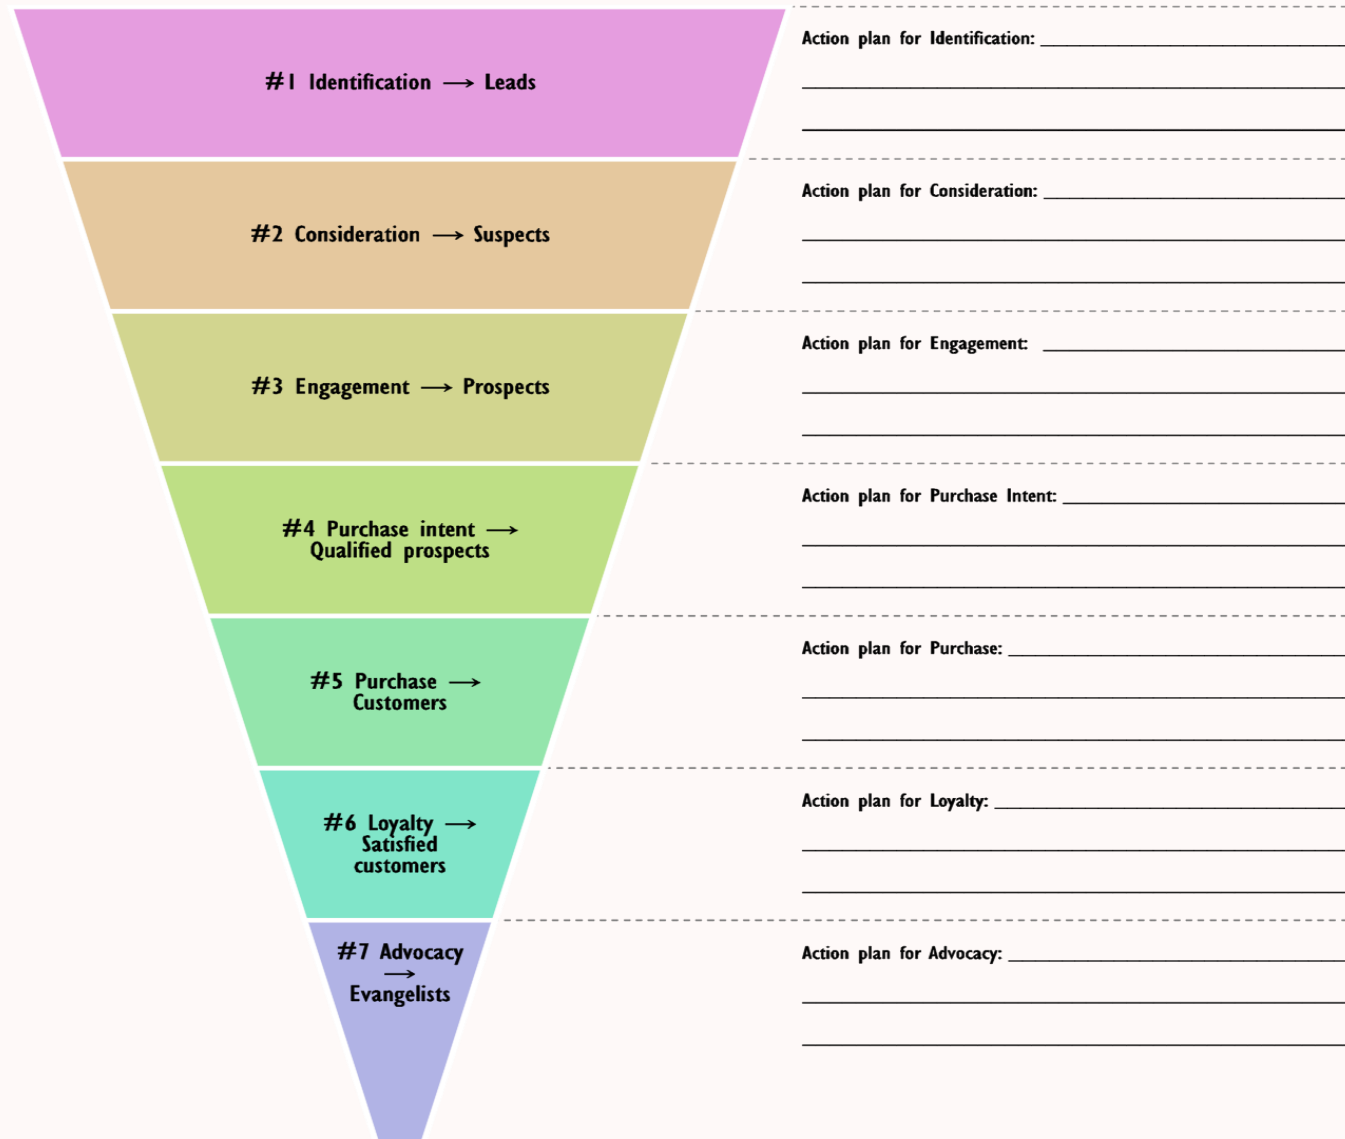 #1 Identification → Leads
Action plan for Identification:
#2 Consideration → Suspects
Action plan for Consideration:
#3 Engagement → Prospects
Action plan for Engagement:
#4 Purchase intent →
Qualified prospects
Action plan for Purchase Intent:
#5 Purchase →
Customers
Action plan for Purchase:
#6 Loyalty →
Satisfied
customers
Action plan for Loyalty:
#7 Advocacy
→
Evangelists
Action plan for Advocacy: